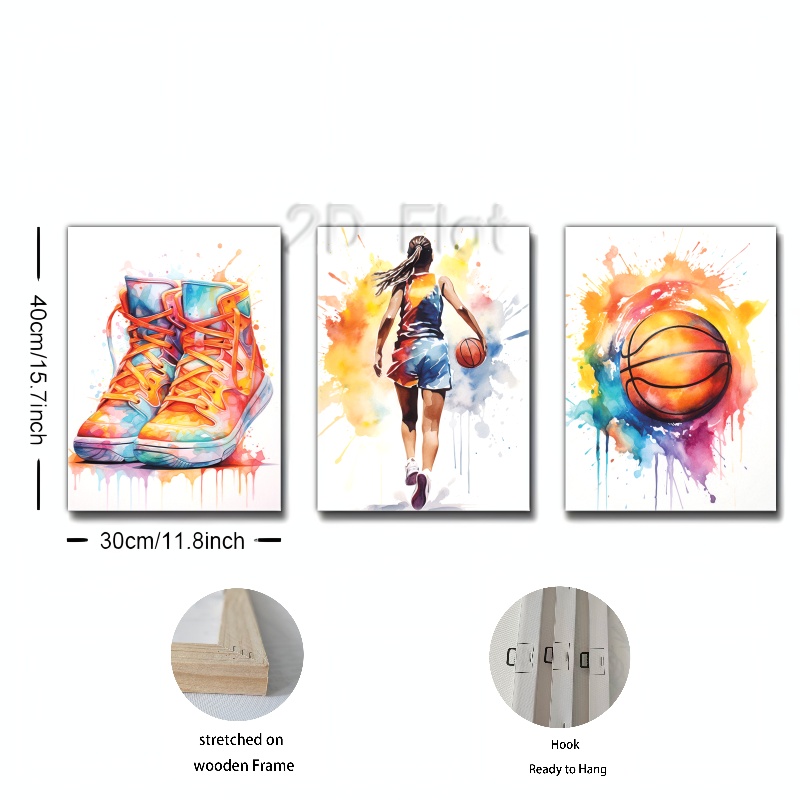 2D Flat
40cm/15.7inch
30cm/11.8inch
stretched on
wooden Frame
Hook
Ready to Hang